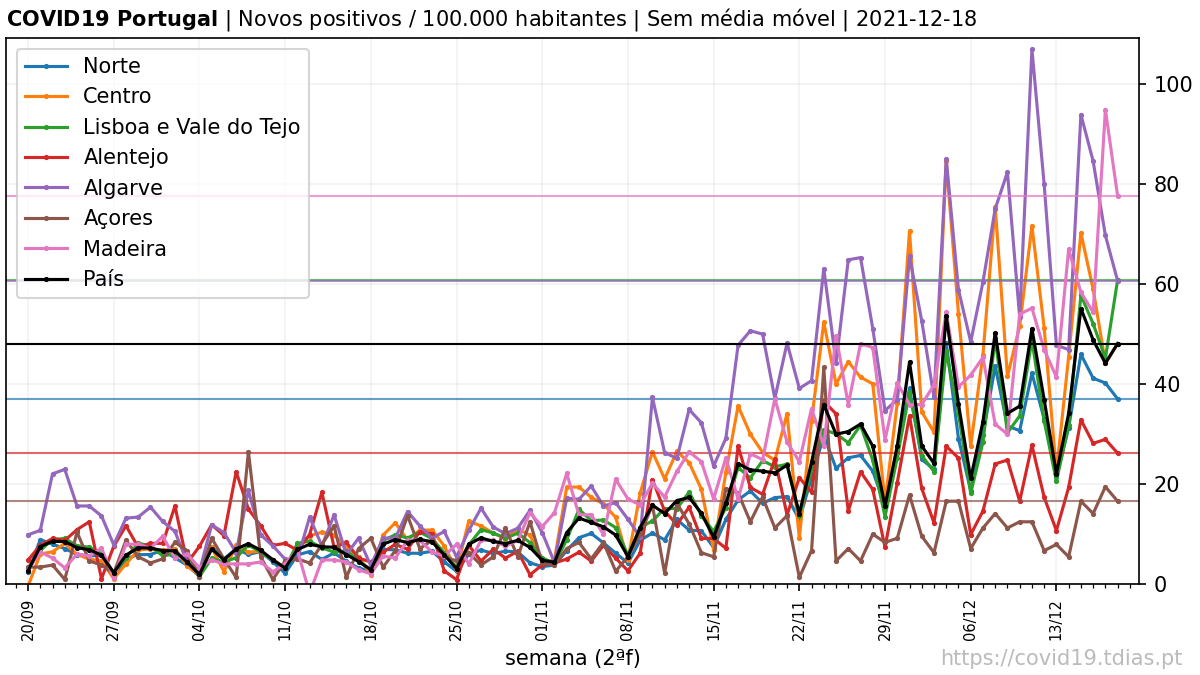 COVID19 Portugal | Novos positivos / 100.000 habitantes | Sem média móvel | 2021-12-18
Norte
Centro
Lisboa e Vale do Tejo
Alentejo
Algarve
Açores
Madeira
País
100
80
60
40
20
0
20/09 27/09 04/10 11/10 18/10 25/10 01/11 08/11 15/11 22/11 29/11 06/12 13/12
semana (2ªf)
https://covid19.tdias.pt